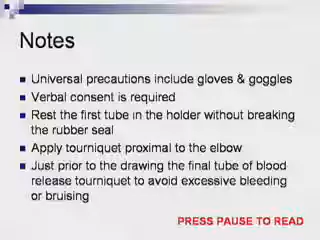 Notes
Universal precautions include gloves & goggles
Verbal consent is required
Rest the first tube in the holder without breaking
the rubber seal
Apply tourniquet proximal to the elbow
Just prior to the drawing the final tube of blood
release tourniquet to avoid excessive bleeding
or bruising
PRESS PAUSE TO READ